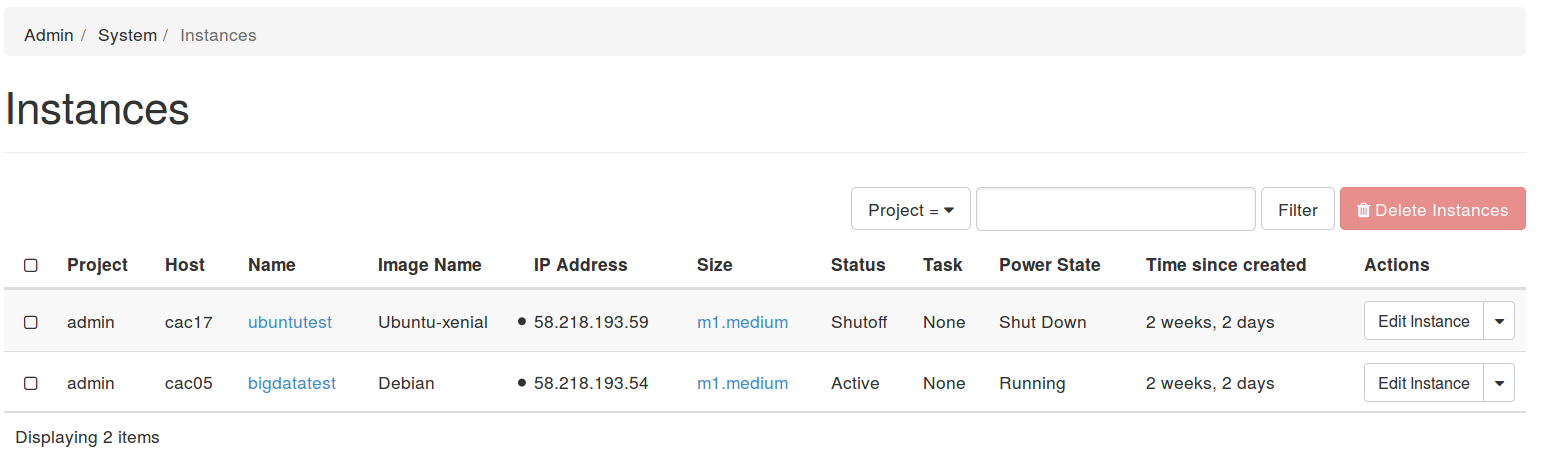 Admin / System / Instances
Instances
Project = Filter Delete Instances
Project Host Name Image Name IP Address Size Status Task Power State Time since created Actions
admin cac17 ubuntutest Ubuntu-xenial 58.218.193.59 m1.medium Shutoff None Shut Down 2 weeks, 2 days Edit Instance
admin cac05 bigdatatest Debian 58.218.193.54 m1.medium Active None Running 2 weeks, 2 days Edit Instance
Displaying 2 items